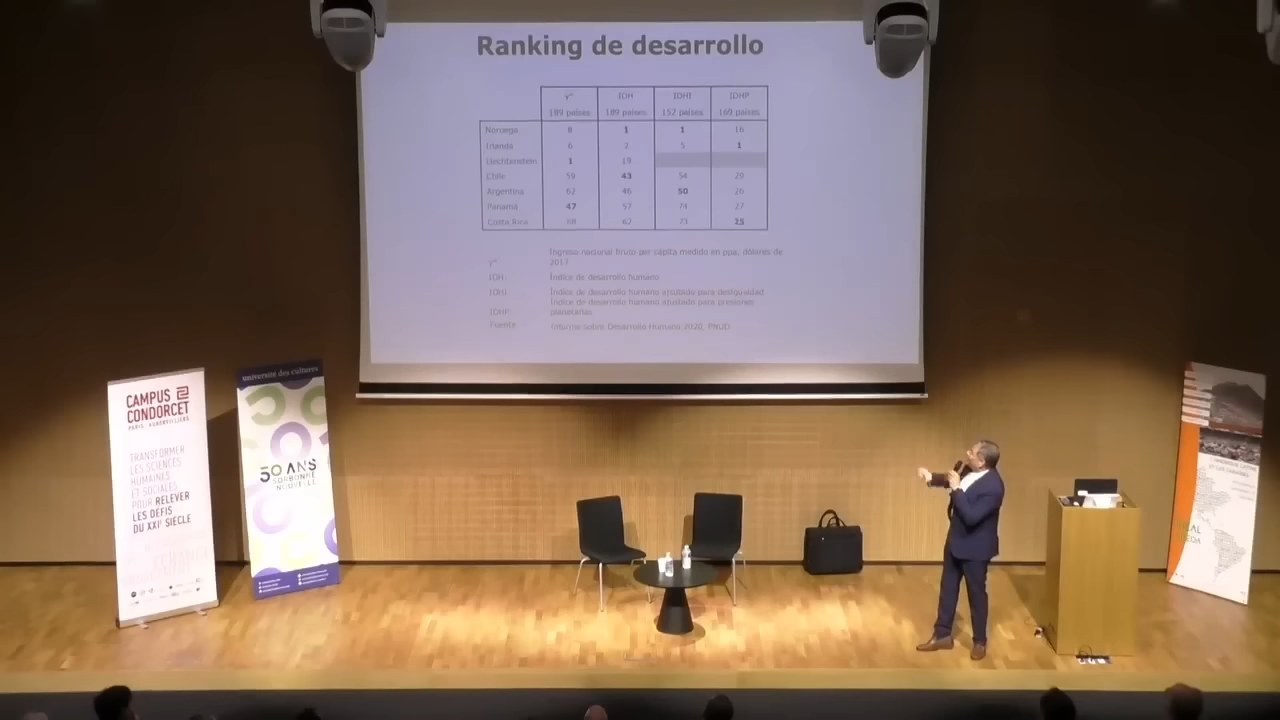 Ranking de desarrollo
IDH IDHI IDHP
189 países 189 países 152 países 169 países
Noruega 8 1 1 16
Irlanda 6 2 5 1
Liechtenstein 1 19
Chile 59 43 54 29
Argentina 62 46 50 26
Panamá 47 57 74 27
Costa Rica 68 62 73 25
Ingreso nacional bruto per cápita medido en ppa, dólares de
2017
IDH Índice de desarrollo humano
IDHI Índice de desarrollo humano ajustado para desigualdad
Índice de desarrollo humano ajustado para presiones
IDHP planetarias
Fuente Informe sobre Desarrollo Humano 2020, PNUD
CAMPUS
CONDORCET
PARIS - AUBERVILLIERS
TRANSFORMER
LES SCIENCES
HUMAINES
ET SOCIALES
POUR RELEVER
LES DÉFIS
DU XXIE SIÈCLE
université des cultures
50 ANS
SORBONNE
NOUVELLE